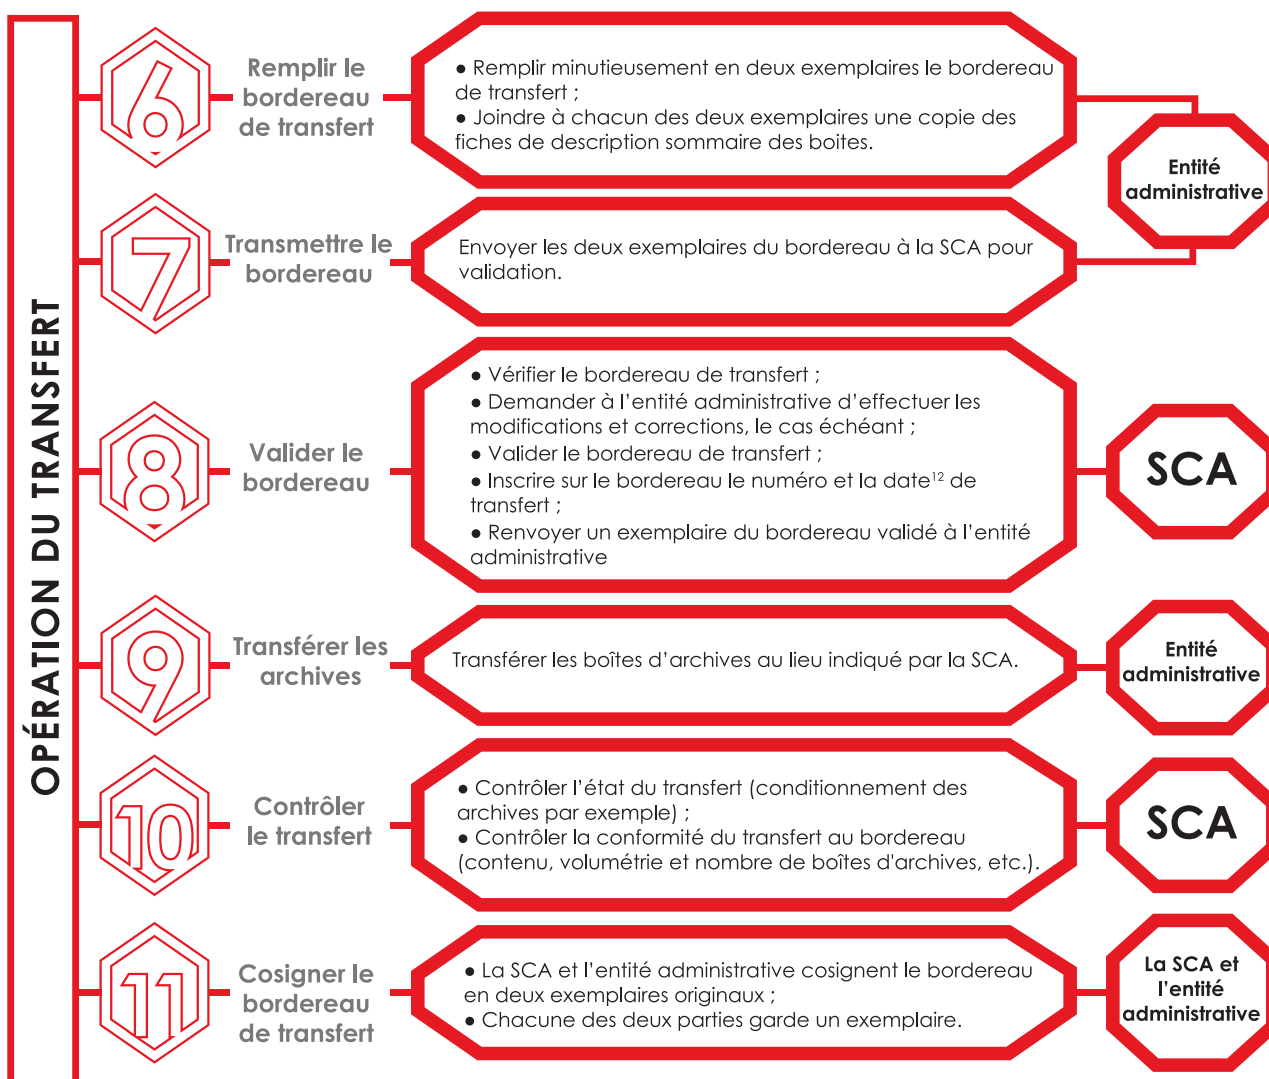 OPÉRATION DU TRANSFERT
6
Remplir le
bordereau
de transfert
● Remplir minutieusement en deux exemplaires le bordereau
de transfert ;
● Joindre à chacun des deux exemplaires une copie des
fiches de description sommaire des boites.
Entité
administrative
7
Transmettre le
bordereau
Envoyer les deux exemplaires du bordereau à la SCA pour
validation.
8
Valider le
bordereau
● Vérifier le bordereau de transfert ;
● Demander à l’entité administrative d’effectuer les
modifications et corrections, le cas échéant ;
● Valider le bordereau de transfert ;
● Inscrire sur le bordereau le numéro et la date¹² de
transfert ;
● Renvoyer un exemplaire du bordereau validé à l’entité
administrative
SCA
9
Transférer les
archives
Transférer les boîtes d’archives au lieu indiqué par la SCA.
Entité
administrative
10
Contrôler
le transfert
● Contrôler l’état du transfert (conditionnement des
archives par exemple) ;
● Contrôler la conformité du transfert au bordereau
(contenu, volumétrie et nombre de boîtes d'archives, etc.).
SCA
11
Cosigner le
bordereau
de transfert
● La SCA et l’entité administrative cosignent le bordereau
en deux exemplaires originaux ;
● Chacune des deux parties garde un exemplaire.
La SCA et
l’entité
administrative